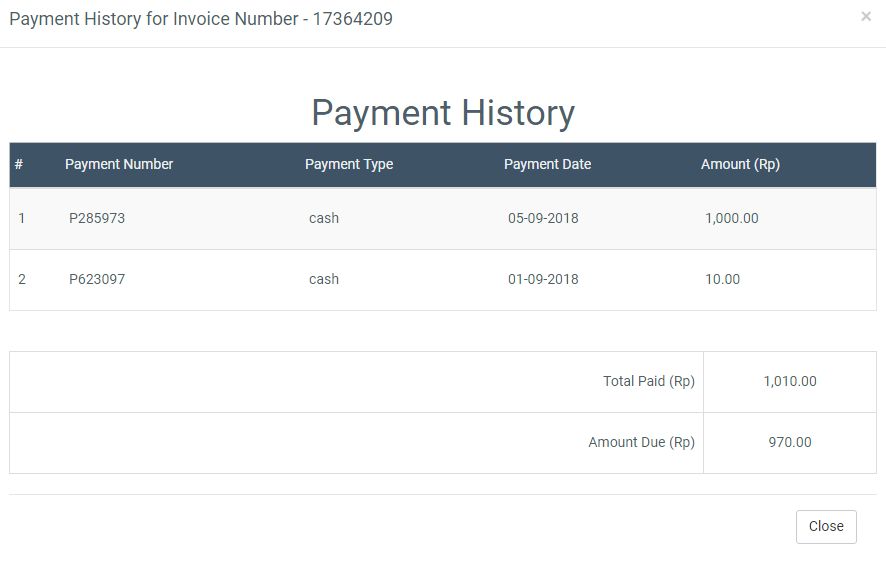 Payment History for Invoice Number - 17364209 ×
Payment History
# Payment Number Payment Type Payment Date Amount (Rp)
1 P285973 cash 05-09-2018 1,000.00
2 P623097 cash 01-09-2018 10.00
Total Paid (Rp) 1,010.00
Amount Due (Rp) 970.00
Close